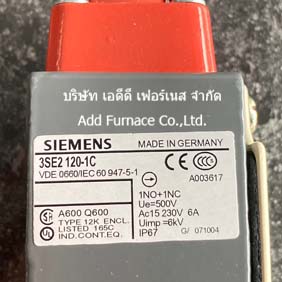 บริษัท เอดีดี เฟอร์เนส จำกัด
Add Furnace Co.,Ltd.
SIEMENS
MADE IN GERMANY
3SE2 120-1C
VDE 0660/IEC 60 947-5-1
CCC
A003617
1NO+1NC
Ue=500V
Ac15 230V 6A
Uimp =6kV
IP67 G/ 071004
A600 Q600
TYPE 12K ENCL.
LISTED 165C
IND.CONT.EQ.
UL
SA